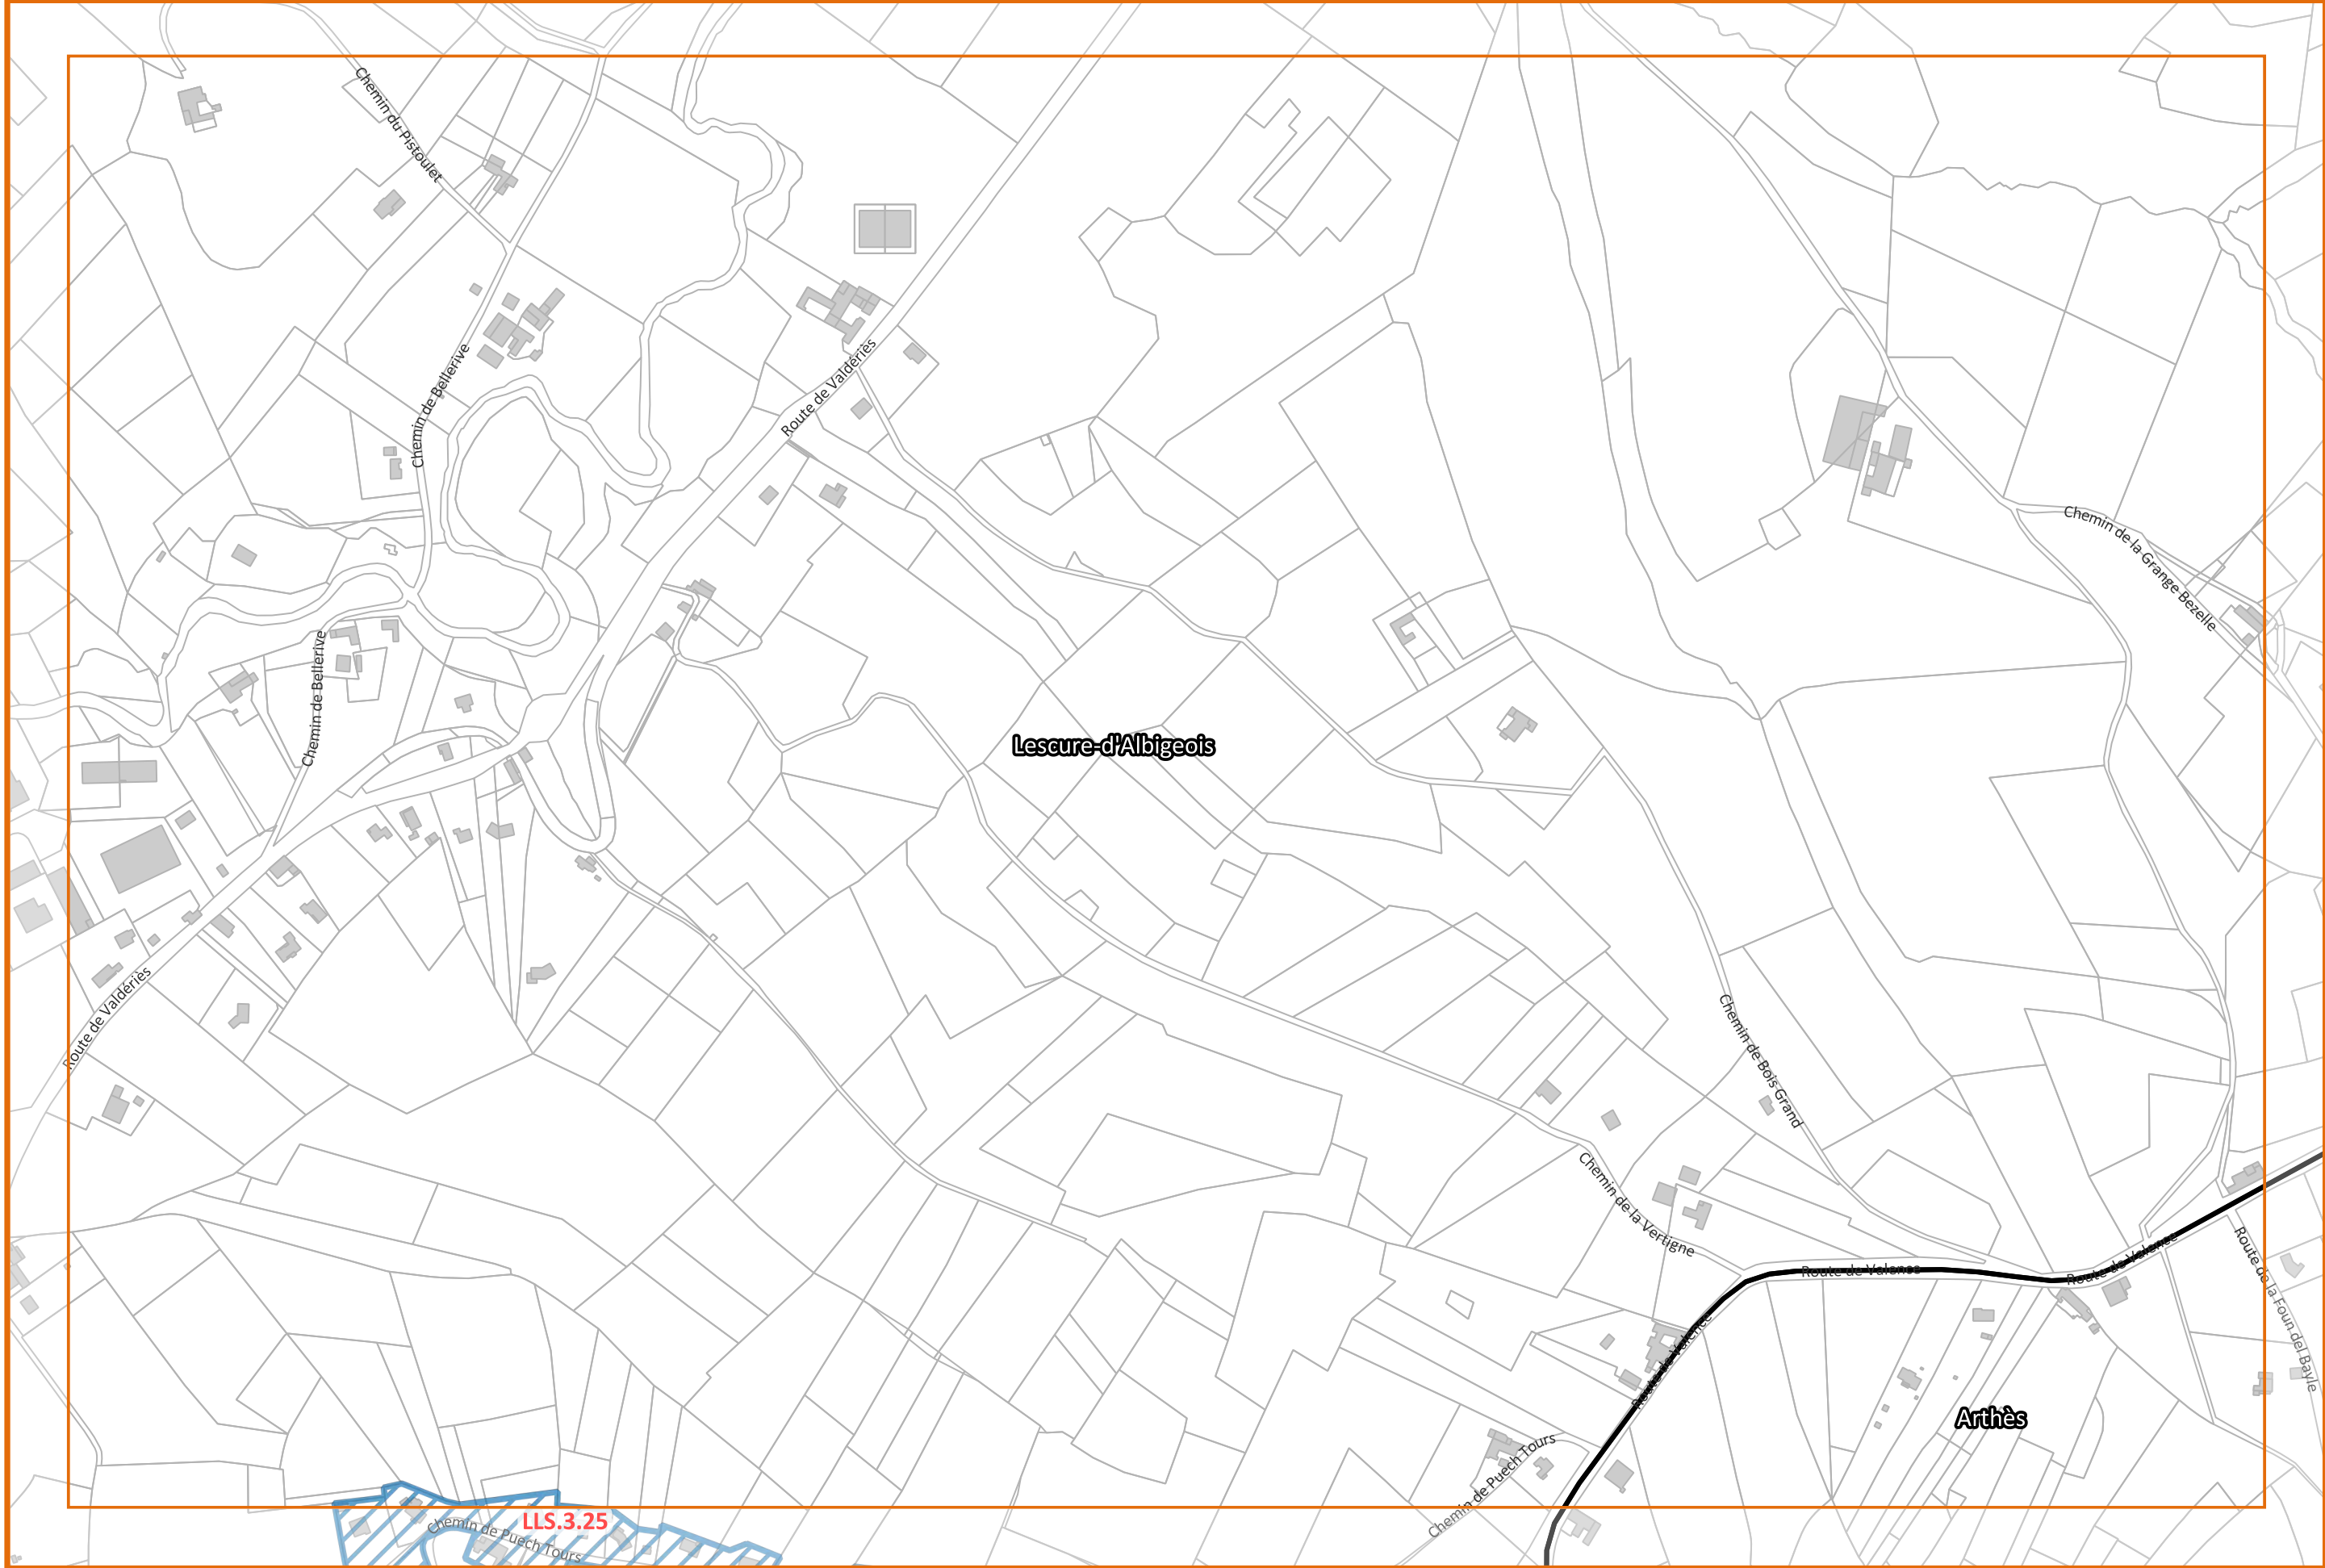 Chemin du Pistoulet
Chemin de Bellerive
Route de Valdériès
Chemin de la Grange Bezelle
Chemin de Bellerive
Lescure-d'Albigeois
Route de Valdériès
Chemin de Bois Grand
Chemin de la Vertigne
Route de Valence
Route de Valence
Route de la Foun del Bayle
Route de Valence
Arthès
Chemin de Puech Tours
LLS.3.25
Chemin de Puech Tours